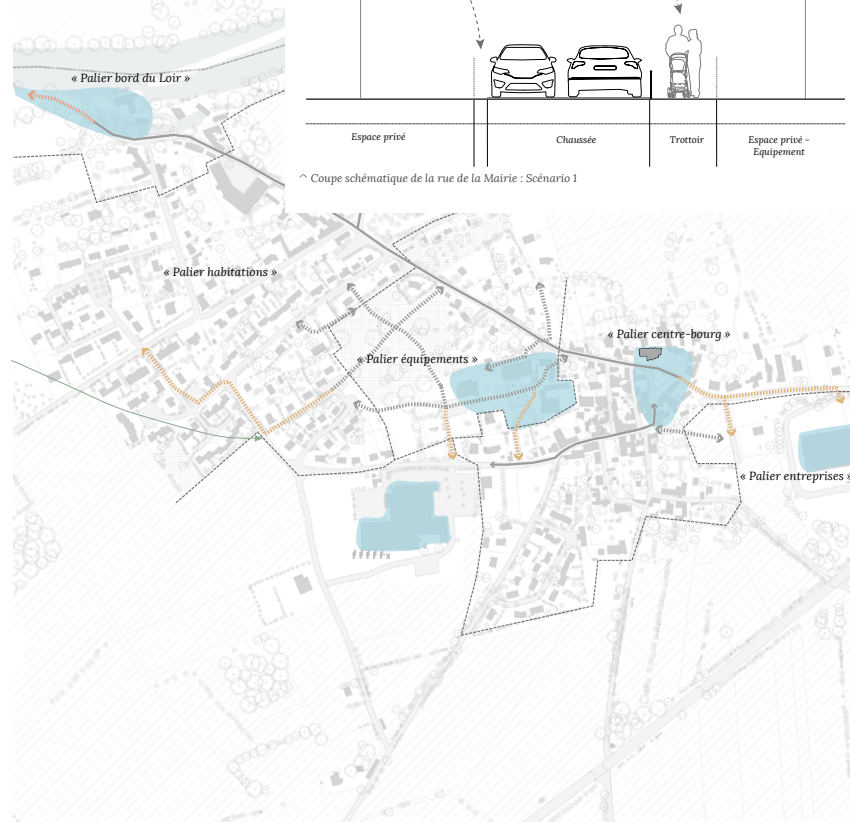 « Palier bord du Loir »
Espace privé
Chaussée
Trottoir
Espace privé -
Equipement
^ Coupe schématique de la rue de la Mairie : Scénario 1
« Palier habitations »
« Palier centre-bourg »
« Palier équipements »
« Palier entreprises »